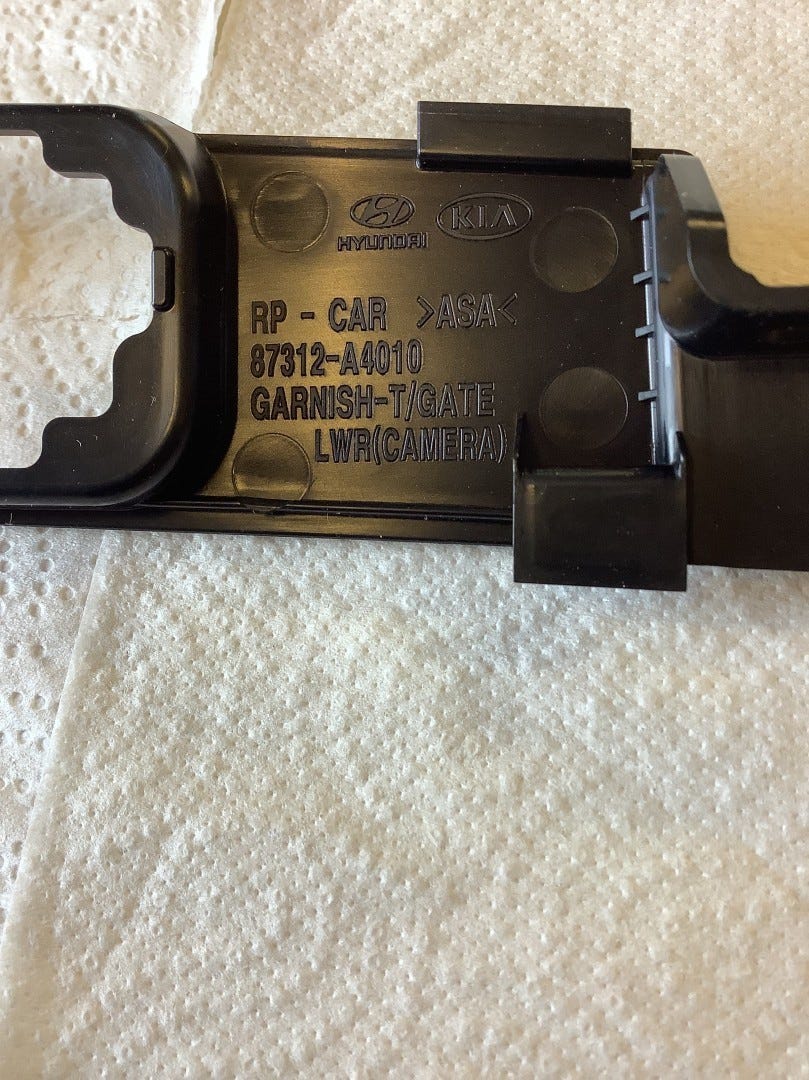 HYUNDAI KIA
RP - CAR >ASA<
87312-A4010
GARNISH-T/GATE
LWR(CAMERA)